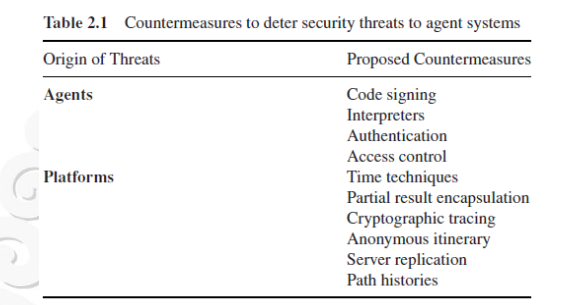 Table 2.1 Countermeasures to deter security threats to agent systems
Origin of Threats Proposed Countermeasures
Agents Code signing
Interpreters
Authentication
Access control
Platforms Time techniques
Partial result encapsulation
Cryptographic tracing
Anonymous itinerary
Server replication
Path histories